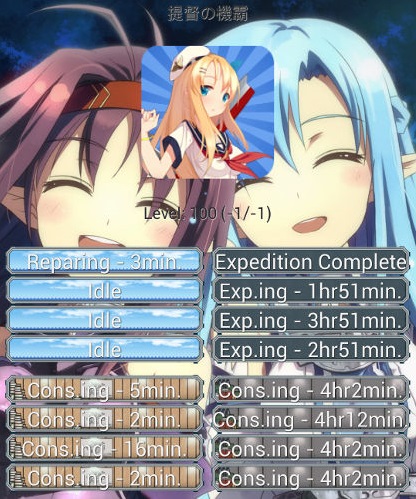 提督の機霸
Level: 100 (-1/-1)
Reparing - 3min.
Expedition Complete
Idle
Exp.ing - 1hr51min.
Idle
Exp.ing - 3hr51min.
Idle
Exp.ing - 2hr51min.
Cons.ing - 5min.
Cons.ing - 4hr2min.
Cons.ing - 2min.
Cons.ing - 4hr12min.
Cons.ing - 16min.
Cons.ing - 4hr2min.
Cons.ing - 2min.
Cons.ing - 4hr2min.